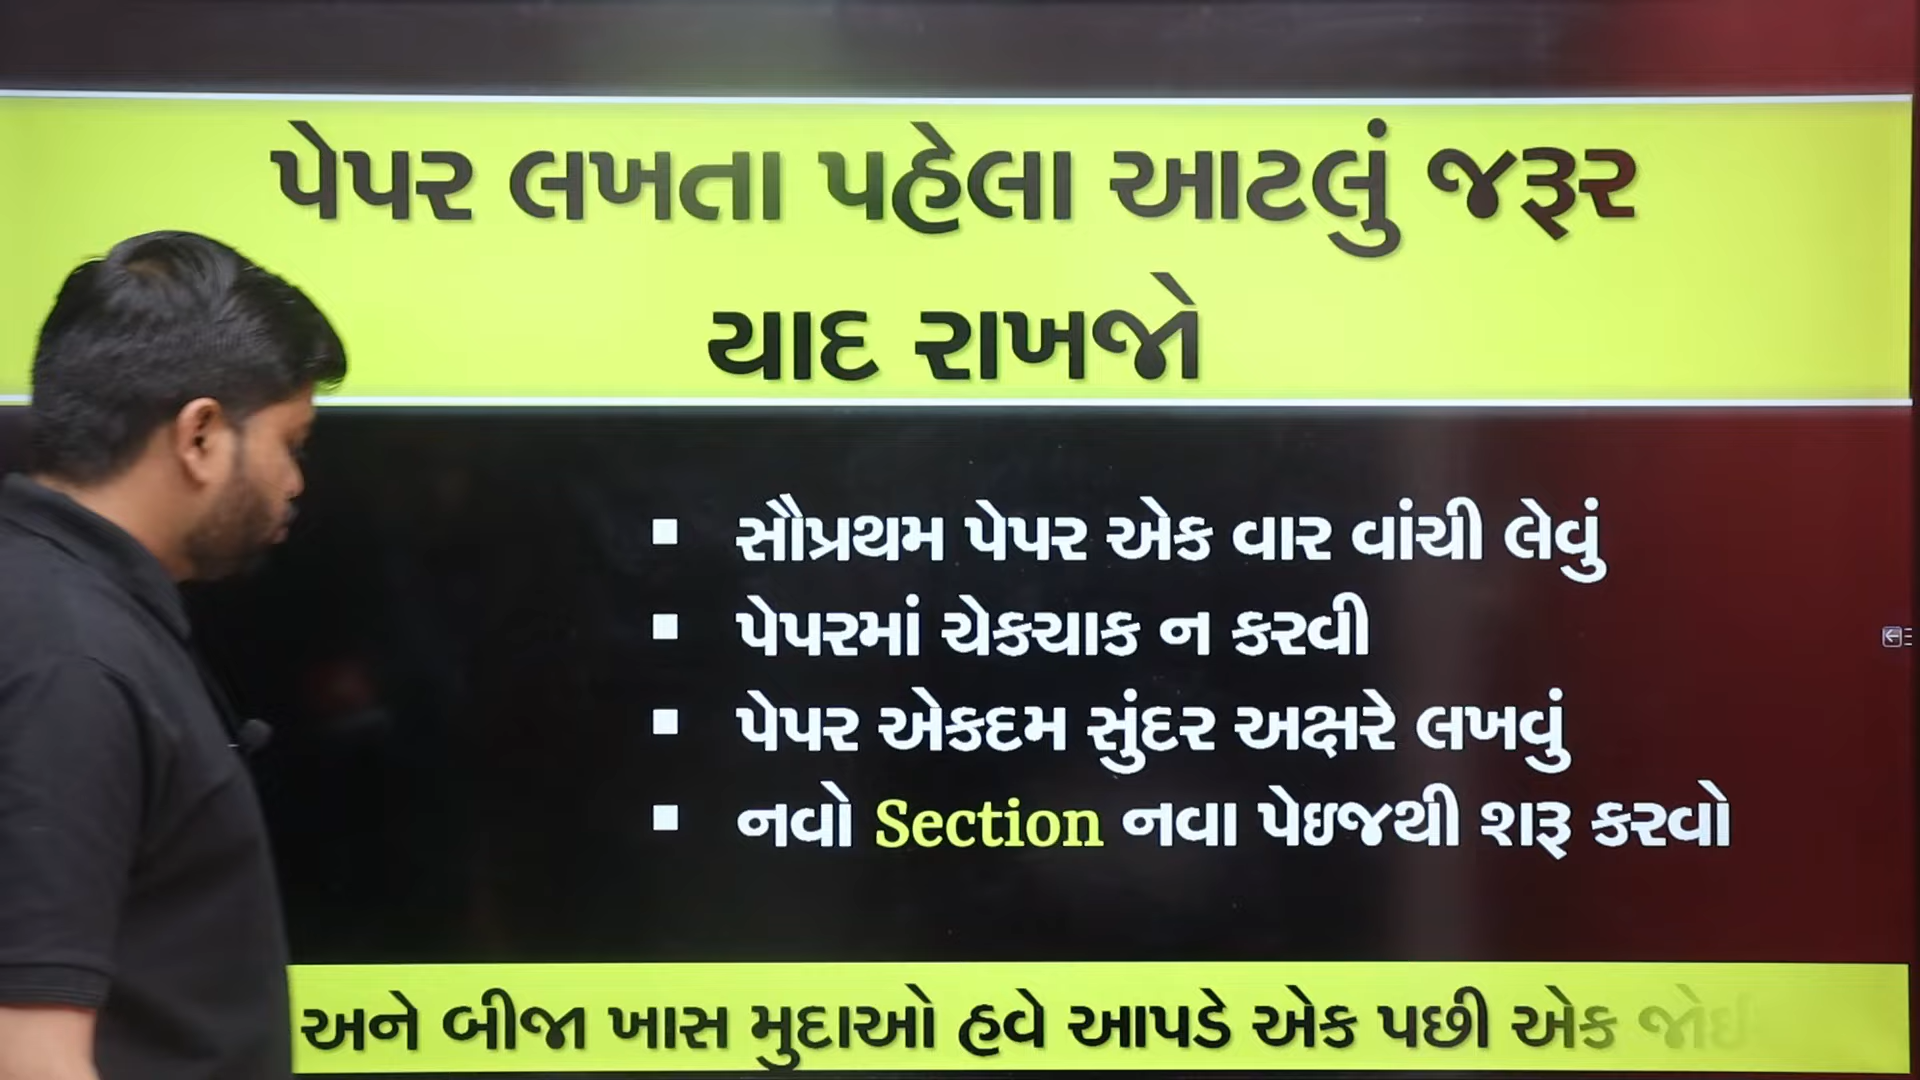 પેપર લખતા પહેલા આટલું જરૂર
યાદ રાખજો
▪ સૌપ્રથમ પેપર એક વાર વાંચી લેવું
▪ પેપરમાં ચેકચાક ન કરવી
▪ પેપર એકદમ સુંદર અક્ષરે લખવું
▪ નવો Section નવા પેઇજથી શરૂ કરવો
અને બીજા ખાસ મુદાઓ હવે આપડે એક પછી એક